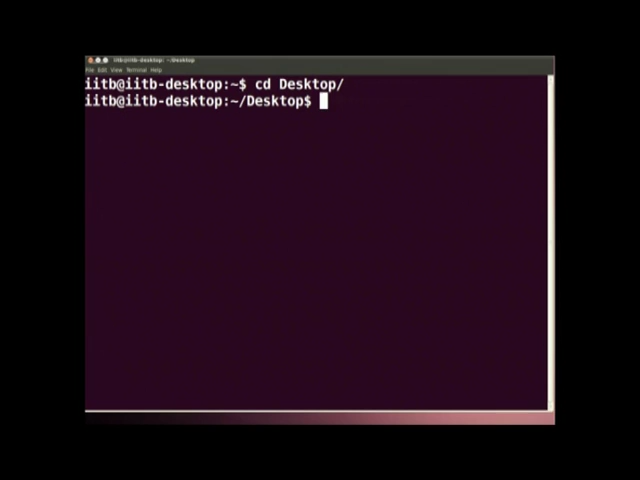 iitb@iitb-desktop: ~/Desktop
File Edit View Terminal Help
iitb@iitb-desktop:~$ cd Desktop/
iitb@iitb-desktop:~/Desktop$